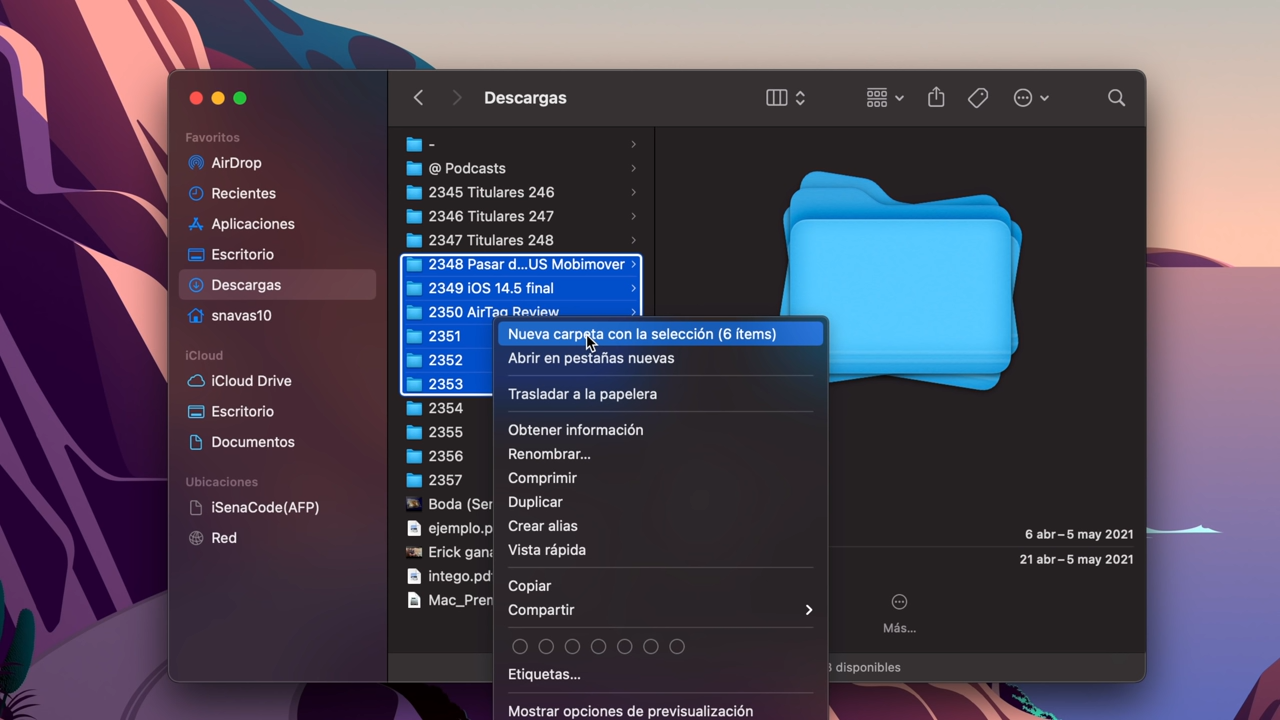 Descargas
Favoritos
AirDrop
Recientes
Aplicaciones
Escritorio
Descargas
snavas10
iCloud
iCloud Drive
Escritorio
Documentos
Ubicaciones
iSenaCode(AFP)
Red
-
@ Podcasts
2345 Titulares 246
2346 Titulares 247
2347 Titulares 248
2348 Pasar d...US Mobimover
2349 iOS 14.5 final
2350 AirTag Review
2351
2352
2353
2354
2355
2356
2357
Boda (Ser
ejemplo.p
Erick gana
intego.pdf
Mac_Prem
Nueva carpeta con la selección (6 ítems)
Abrir en pestañas nuevas
Trasladar a la papelera
Obtener información
Renombrar...
Comprimir
Duplicar
Crear alias
Vista rápida
Copiar
Compartir
Etiquetas...
Mostrar opciones de previsualización
6 abr – 5 may 2021
21 abr – 5 may 2021
Más...
disponibles